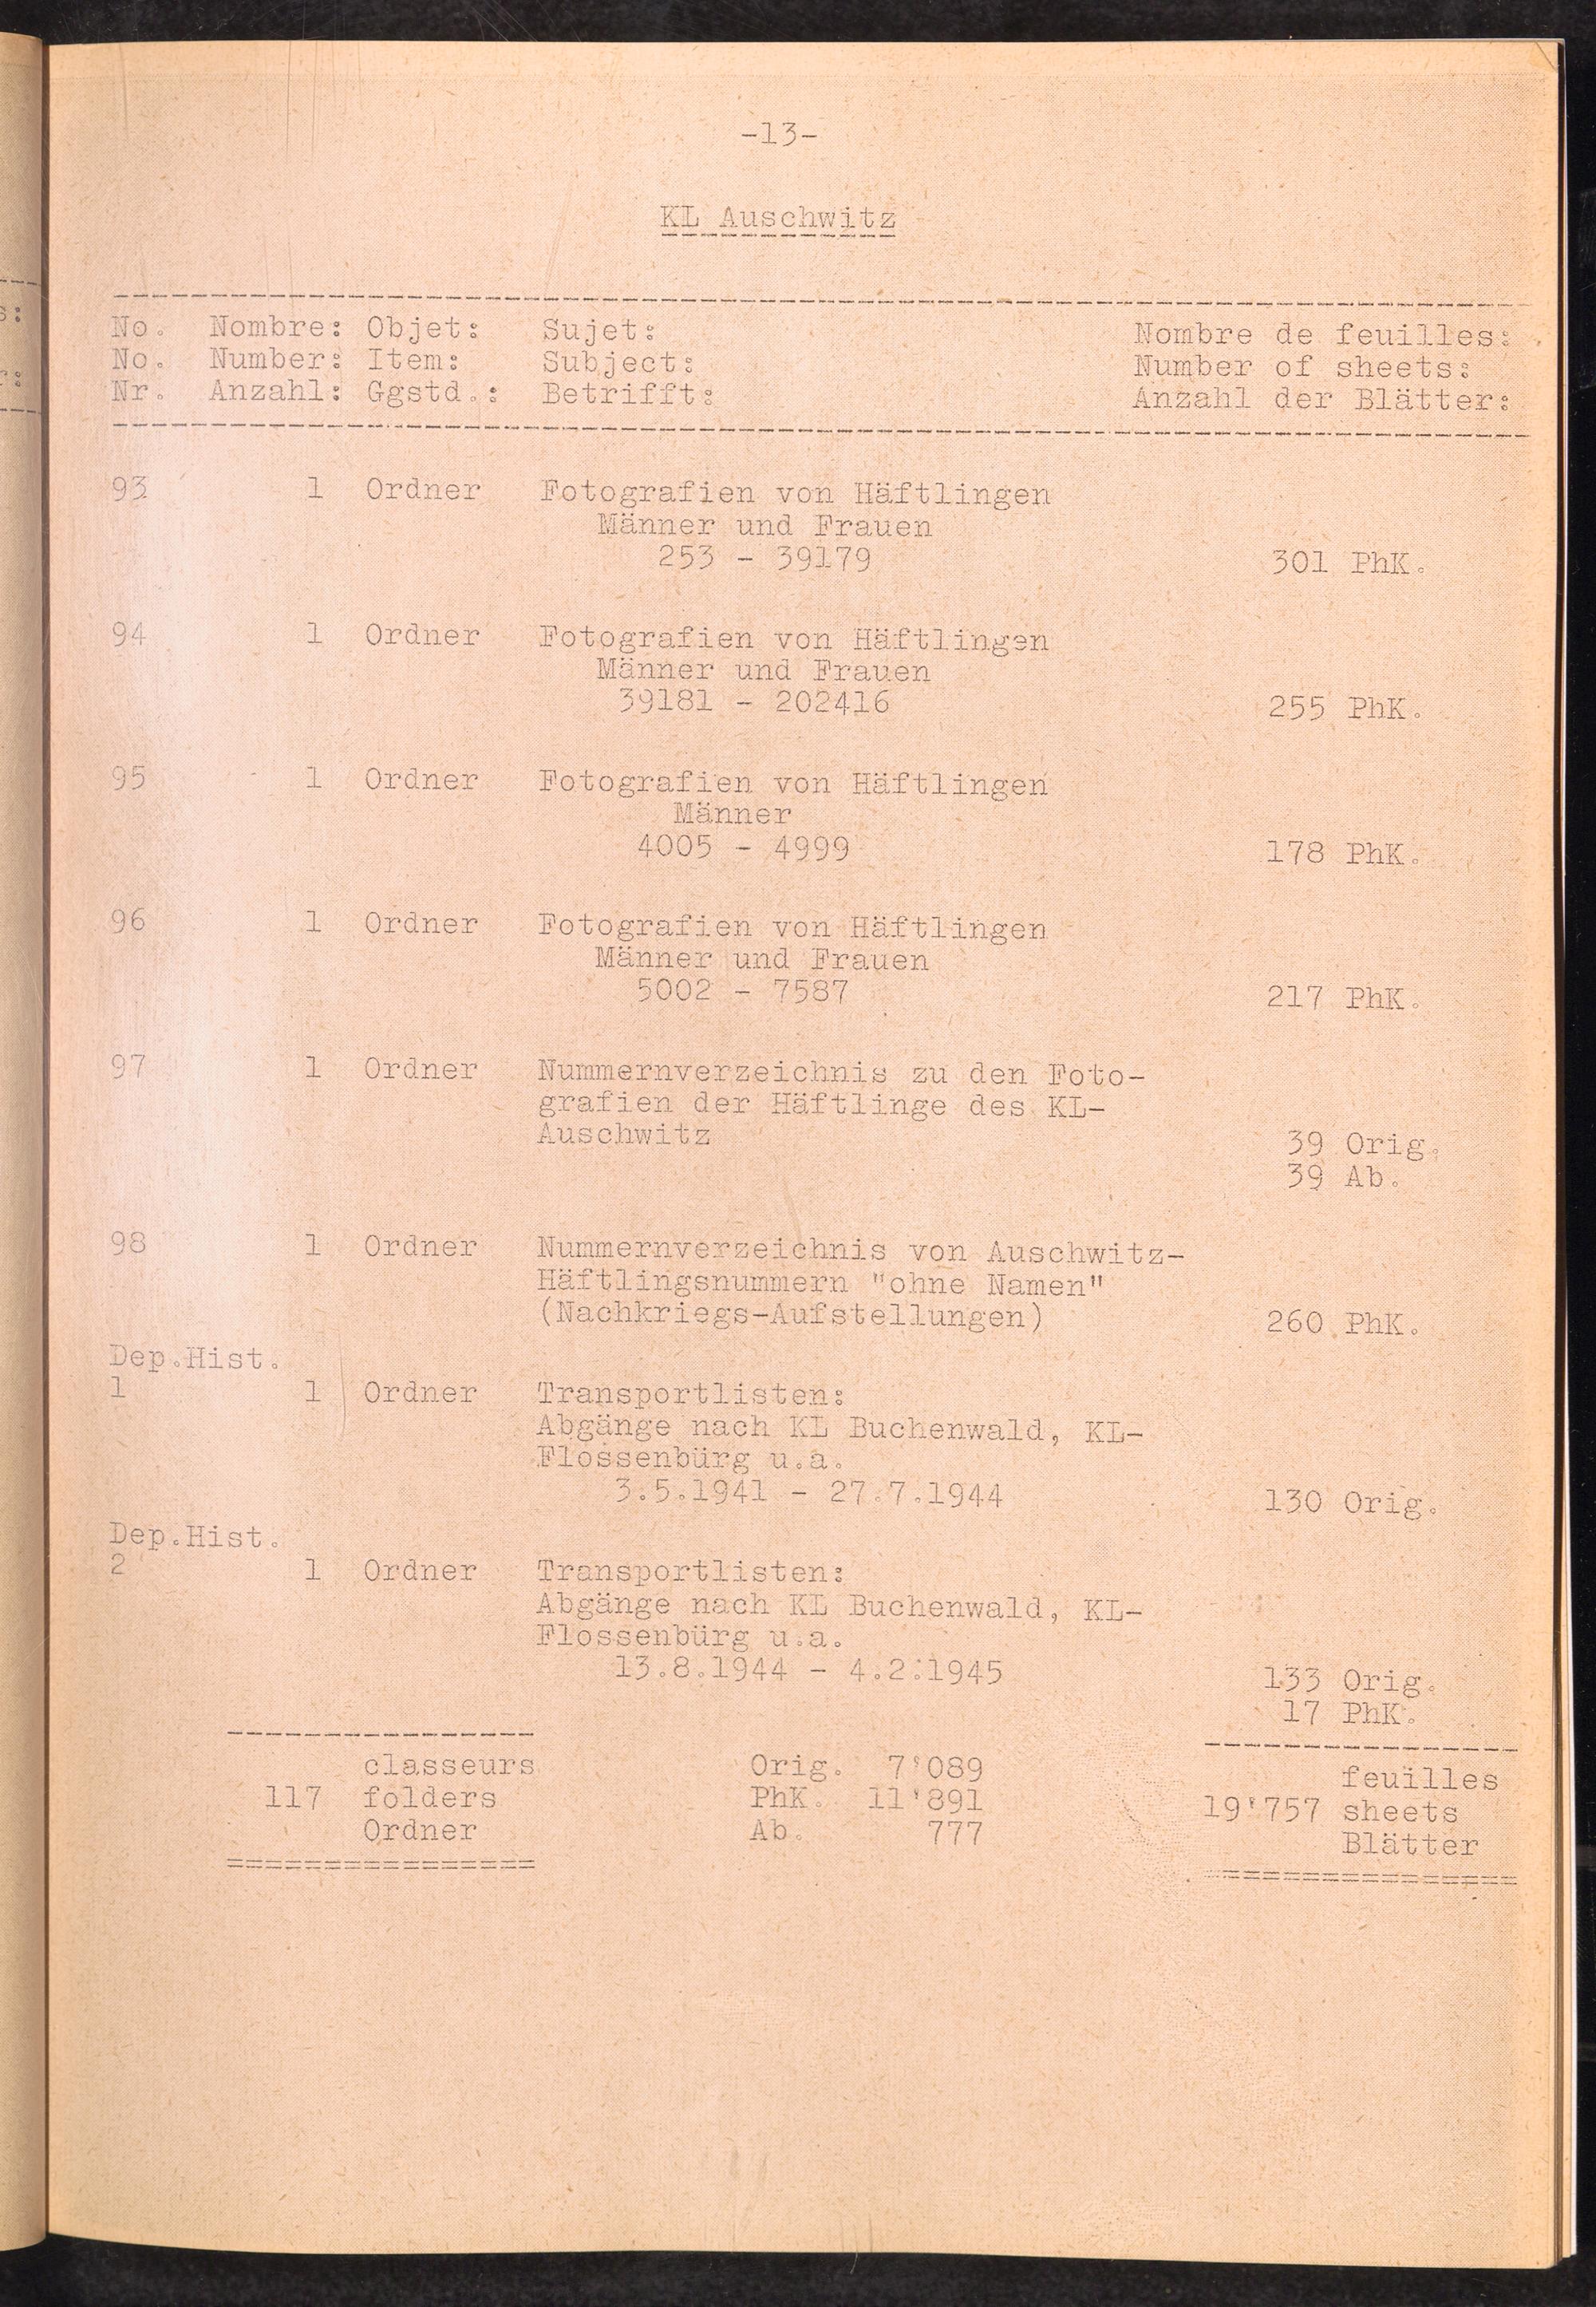 -13-
KL Auschwitz
No. Nombre: Objet: Sujet: Nombre de feuilles:
No. Number: Item: Subject: Number of sheets:
Nr. Anzahl: Ggstd.: Betrifft: Anzahl der Blätter:
93 1 Ordner Fotografien von Häftlingen
Männer und Frauen
253 - 39179 301 PhK.
94 1 Ordner Fotografien von Häftlingen
Männer und Frauen
39181 - 202416 255 PhK.
95 1 Ordner Fotografien von Häftlingen
Männer
4005 - 4999 178 PhK.
96 1 Ordner Fotografien von Häftlingen
Männer und Frauen
5002 - 7587 217 PhK.
97 1 Ordner Nummernverzeichnis zu den Foto-
grafien der Häftlinge des KL-
Auschwitz 39 Orig.
39 Ab.
98 1 Ordner Nummernverzeichnis von Auschwitz-
Häftlingsnummern "ohne Namen"
(Nachkriegs-Aufstellungen) 260 PhK.
Dep.Hist.
1 1 Ordner Transportlisten:
Abgänge nach KL Buchenwald, KL-
Flossenbürg u.a.
3.5.1941 - 27.7.1944 130 Orig.
Dep.Hist.
2 1 Ordner Transportlisten:
Abgänge nach KL Buchenwald, KL-
Flossenbürg u.a.
13.8.1944 - 4.2.1945 133 Orig.
17 PhK.
classeurs Orig. 7'089 feuilles
117 folders PhK. 11'891 19'757 sheets
Ordner Ab. 777 Blätter